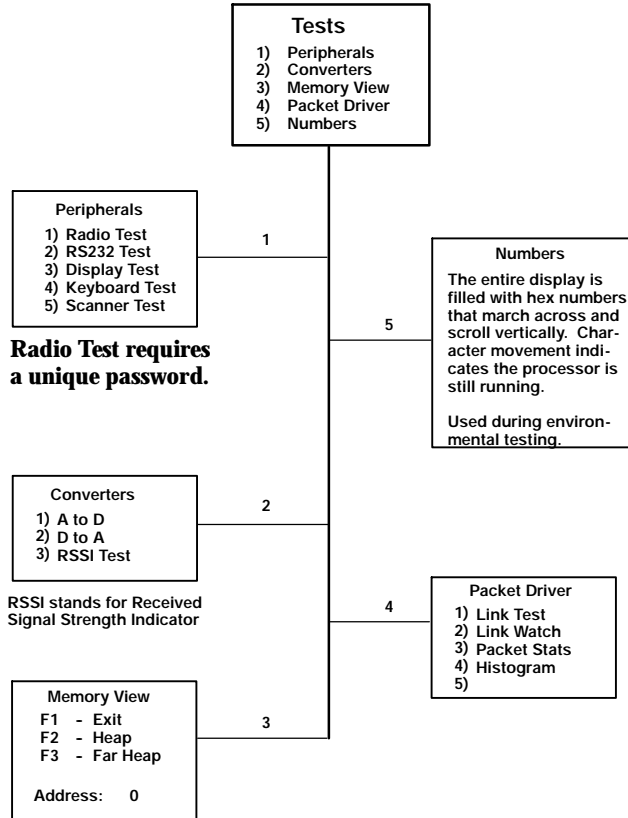 Tests
1) Peripherals
2) Converters
3) Memory View
4) Packet Driver
5) Numbers
Peripherals
1) Radio Test
2) RS232 Test
3) Display Test
4) Keyboard Test
5) Scanner Test
1
Radio Test requires
a unique password.
Numbers
The entire display is
filled with hex numbers
that march across and
scroll vertically. Char-
acter movement indi-
cates the processor is
still running.
Used during environ-
mental testing.
5
Converters
1) A to D
2) D to A
3) RSSI Test
2
RSSI stands for Received
Signal Strength Indicator
Packet Driver
1) Link Test
2) Link Watch
3) Packet Stats
4) Histogram
5)
4
Memory View
F1 - Exit
F2 - Heap
F3 - Far Heap
Address: 0
3